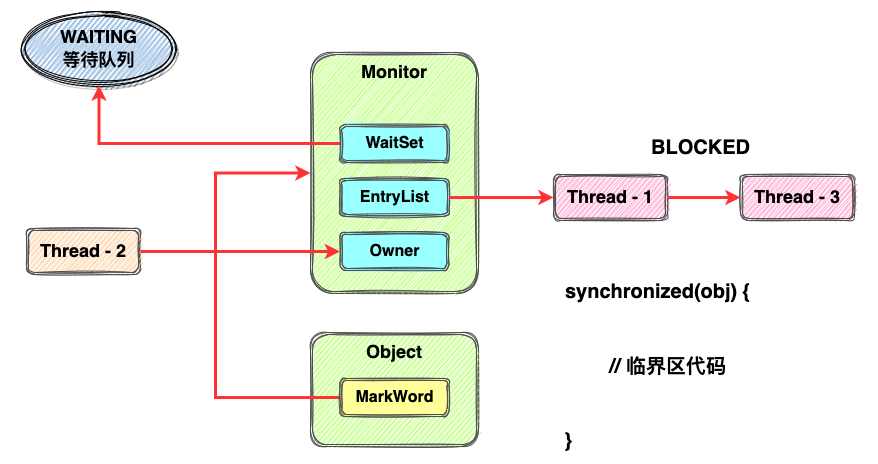 WAITING
等待队列
Monitor
WaitSet
BLOCKED
EntryList
Thread - 1
Thread - 3
Thread - 2
Owner
synchronized(obj) {
Object
// 临界区代码
MarkWord
}